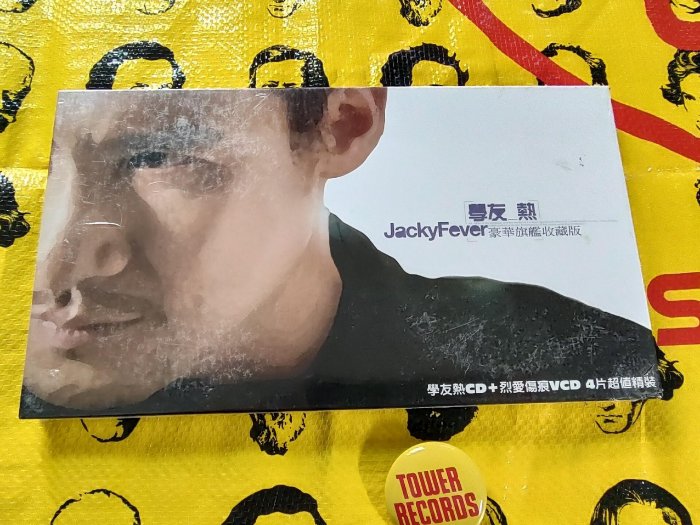 學友 熱
JackyFever豪華旗艦收藏版
學友熱CD+烈愛傷痕VCD 4片超值精裝
TOWER
RECORDS